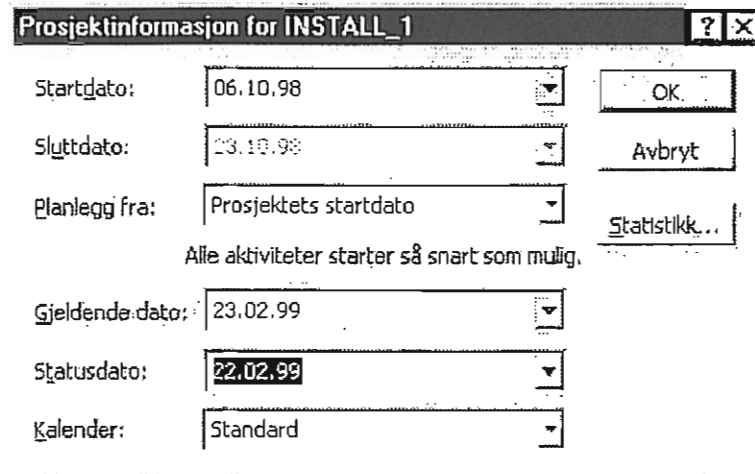 Prosjektinformasjon for INSTALL_1 ? ×
Startdato: 06.10.98 OK
Sluttdato: 23.10.98 Avbryt
Planlegg fra: Prosjektets startdato Statistikk...
Alle aktiviteter starter så snart som mulig.
Gjeldende dato: 23.02.99
Statusdato: 22.02.99
Kalender: Standard